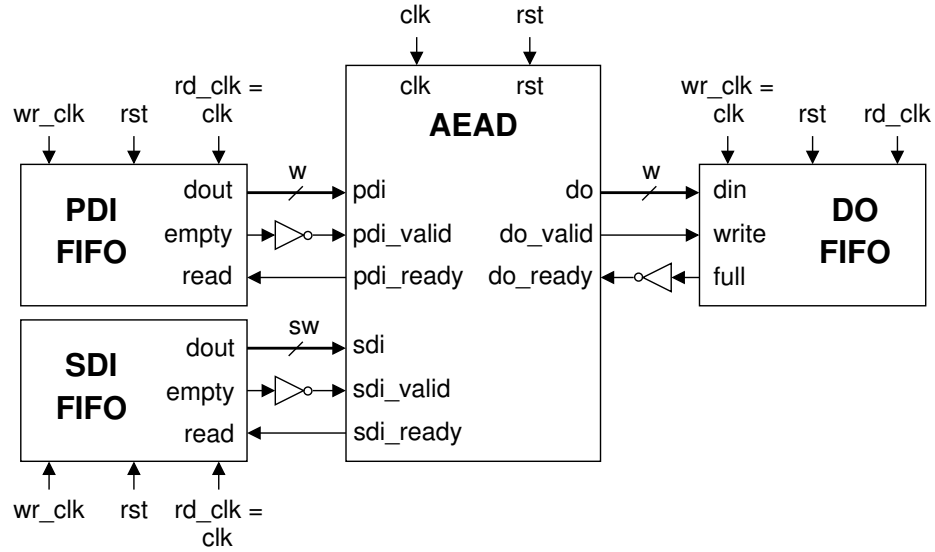 clk
rst
clk
rst
AEAD
pdi
pdi_valid
pdi_ready
sdi
sdi_valid
sdi_ready
do
do_valid
do_ready
wr_clk
rst
rd_clk =
clk
PDI
FIFO
dout
empty
read
w
SDI
FIFO
dout
empty
read
sw
wr_clk
rst
rd_clk =
clk
w
wr_clk =
clk
rst
rd_clk
din
write
full
DO
FIFO